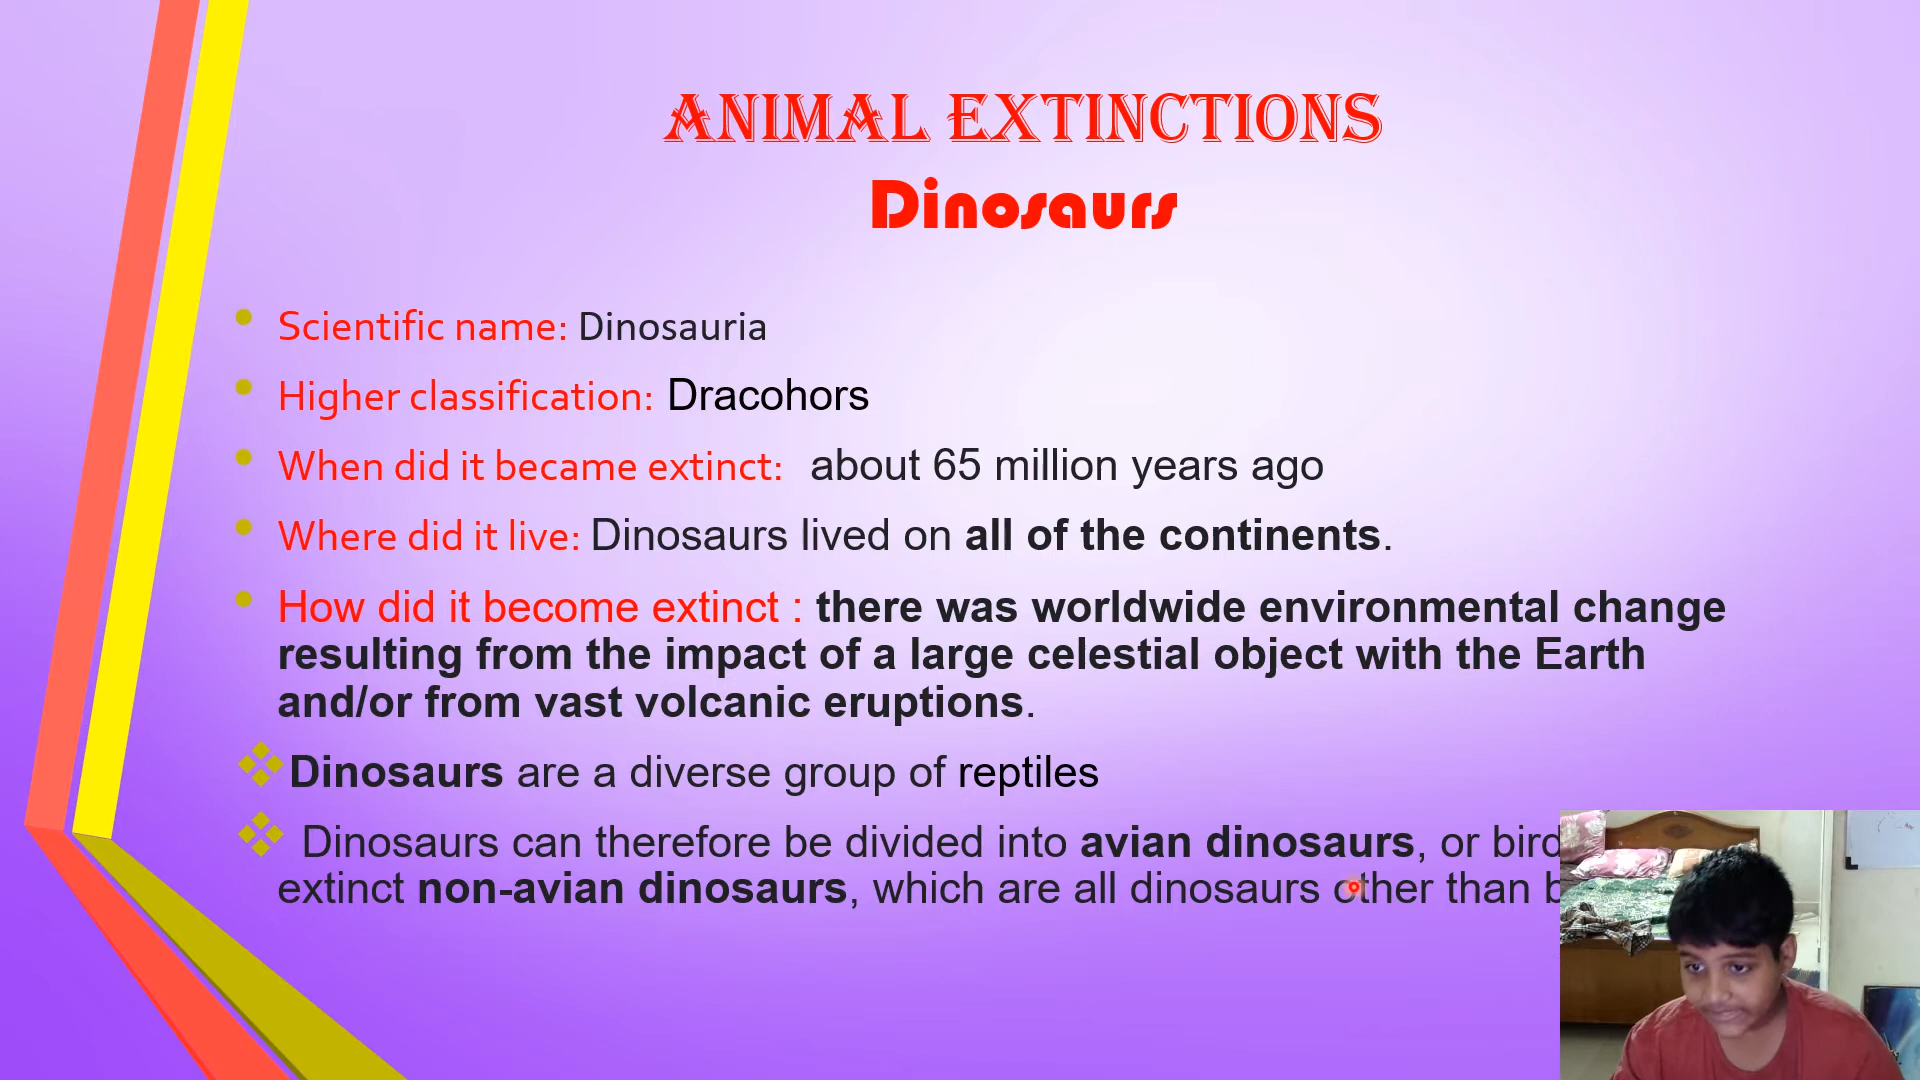 ANIMAL EXTINCTIONS
Dinosaurs
Scientific name: Dinosauria
Higher classification: Dracohors
When did it became extinct: about 65 million years ago
Where did it live: Dinosaurs lived on all of the continents.
How did it become extinct : there was worldwide environmental change
resulting from the impact of a large celestial object with the Earth
and/or from vast volcanic eruptions.
Dinosaurs are a diverse group of reptiles
Dinosaurs can therefore be divided into avian dinosaurs, or bird
extinct non-avian dinosaurs, which are all dinosaurs other than